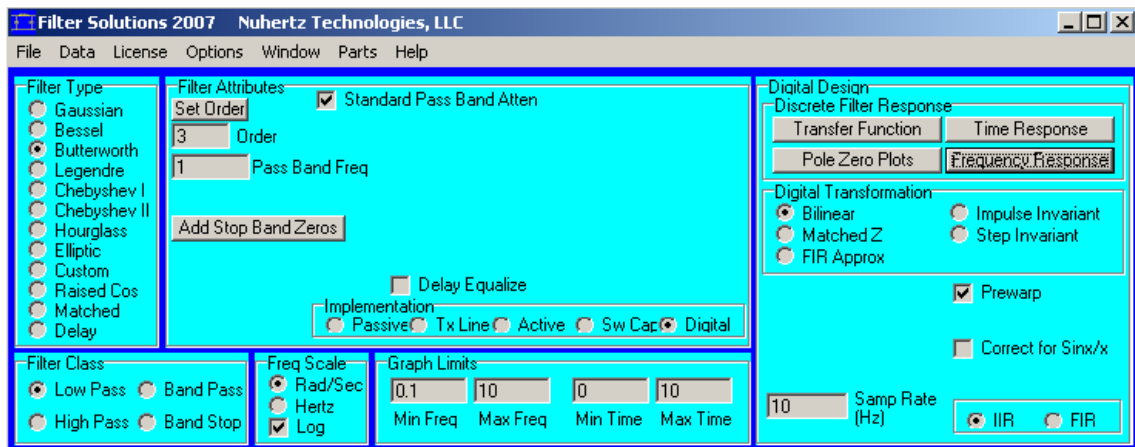 Filter Solutions 2007 Nuhertz Technologies, LLC
File Data License Options Window Parts Help
Filter Type
Gaussian
Bessel
Butterworth
Legendre
Chebyshev I
Chebyshev II
Hourglass
Elliptic
Custom
Raised Cos
Matched
Delay
Filter Attributes
Set Order
Standard Pass Band Atten
3 Order
1 Pass Band Freq
Add Stop Band Zeros
Delay Equalize
Implementation
Passive Tx Line Active Sw Cap Digital
Digital Design
Discrete Filter Response
Transfer Function Time Response
Pole Zero Plots Frequency Response
Digital Transformation
Bilinear Impulse Invariant
Matched Z Step Invariant
FIR Approx
Prewarp
Correct for Sinx/x
10 Samp Rate
(Hz)
IIR FIR
Filter Class
Low Pass Band Pass
High Pass Band Stop
Freq Scale
Rad/Sec
Hertz
Log
Graph Limits
0.1 10 0 10
Min Freq Max Freq Min Time Max Time